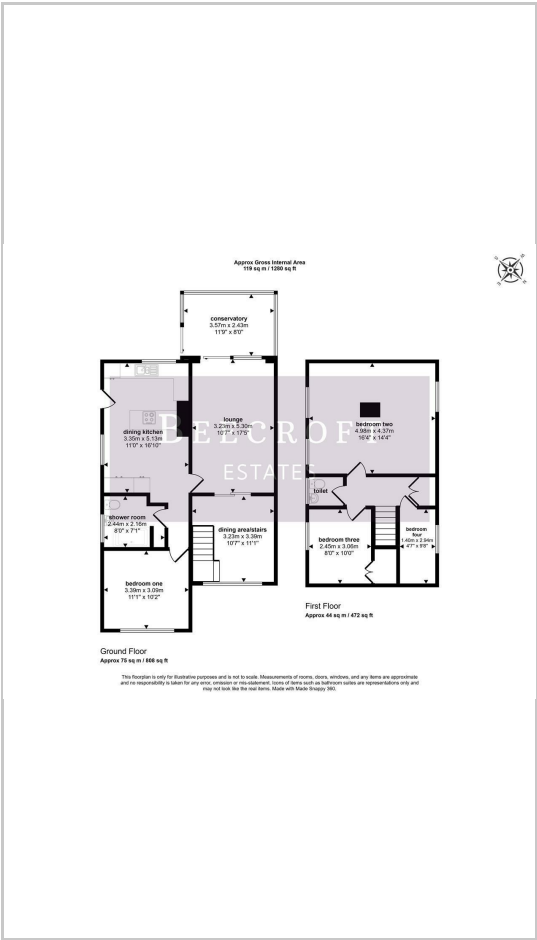 Approx Gross Internal Area
119 sq m / 1280 sq ft
conservatory
3.57m x 2.43m
11'9" x 8'0"
dining kitchen
3.35m x 5.13m
11'0" x 16'10"
lounge
3.23m x 5.30m
10'7" x 17'5"
BELCROFT
ESTATES
bedroom two
4.98m x 4.37m
16'4" x 14'4"
toilet
shower room
2.44m x 2.16m
8'0" x 7'1"
dining area/stairs
3.23m x 3.39m
10'7" x 11'1"
bedroom three
2.45m x 3.06m
8'0" x 10'0"
bedroom
four
1.40m x 2.94m
4'7" x 9'8"
bedroom one
3.39m x 3.09m
11'1" x 10'2"
First Floor
Approx 44 sq m / 472 sq ft
Ground Floor
Approx 75 sq m / 808 sq ft
This floorplan is only for illustrative purposes and is not to scale. Measurements of rooms, doors, windows, and any items are approximate
and no responsibility is taken for any error, omission or mis-statement. Icons of items such as bathroom suites are representations only and
may not look like the real items. Made with Made Snappy 360.